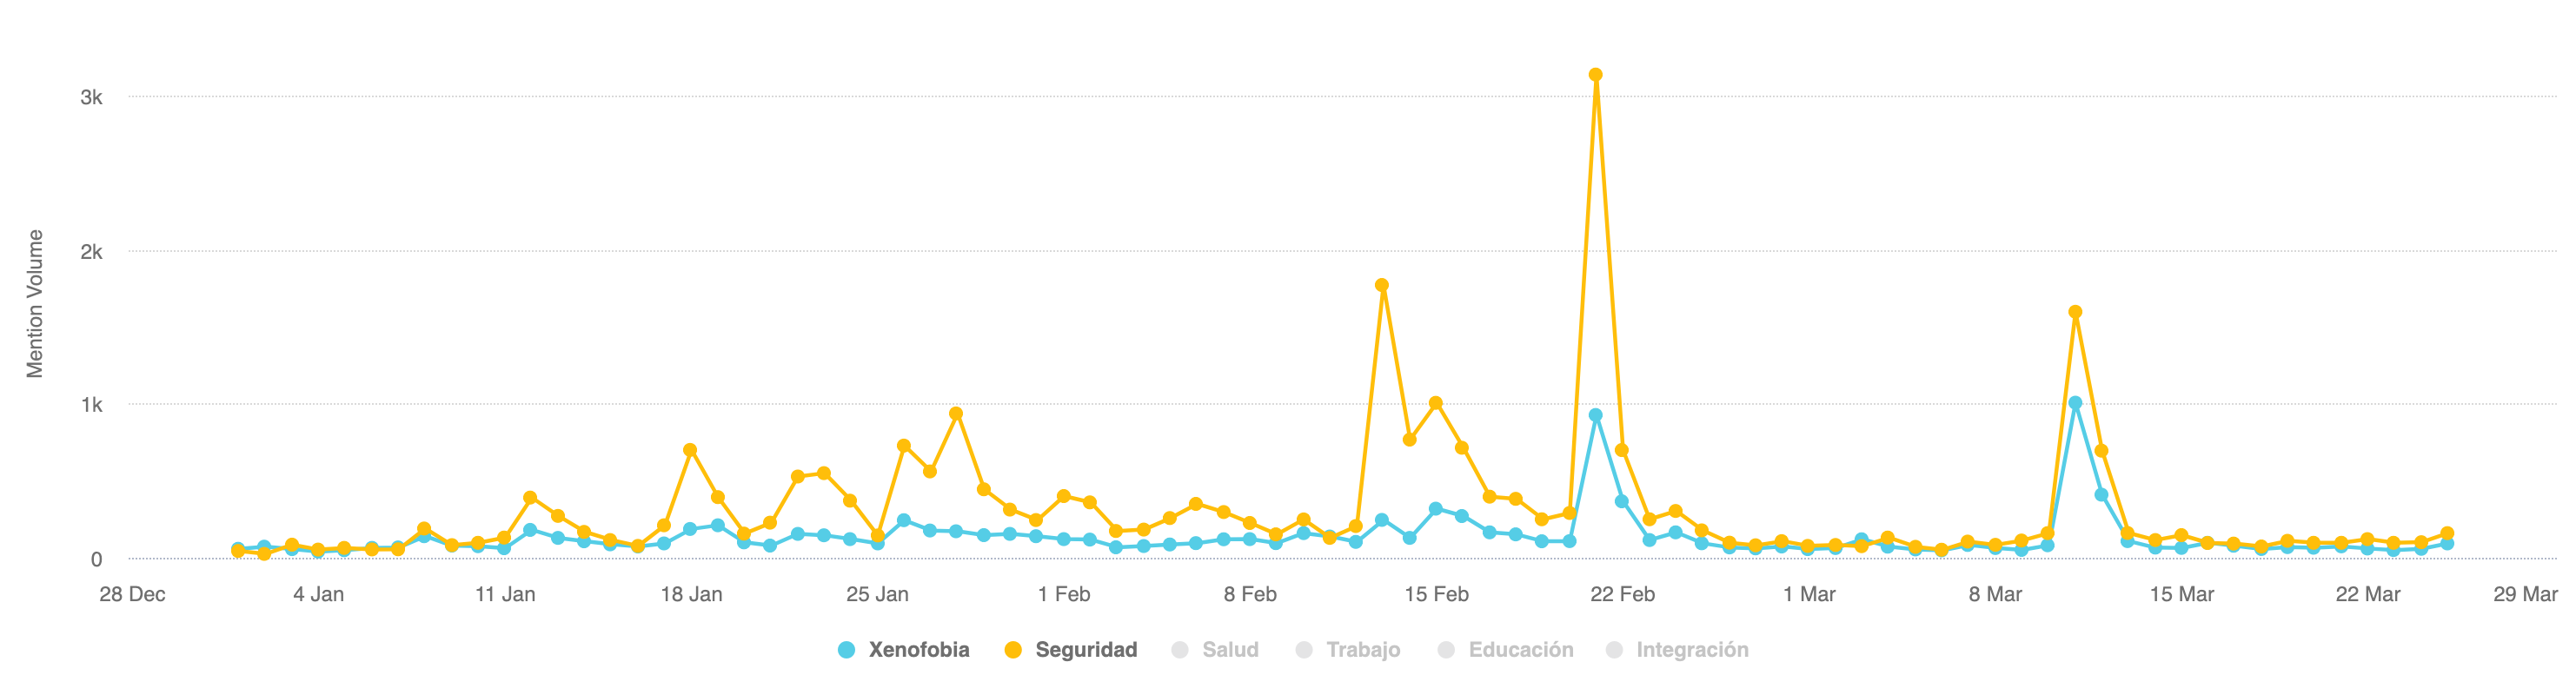 3k
2k
1k
0
Mention Volume
28 Dec 4 Jan 11 Jan 18 Jan 25 Jan 1 Feb 8 Feb 15 Feb 22 Feb 1 Mar 8 Mar 15 Mar 22 Mar 29 Mar
Xenofobia Seguridad Salud Trabajo Educación Integración